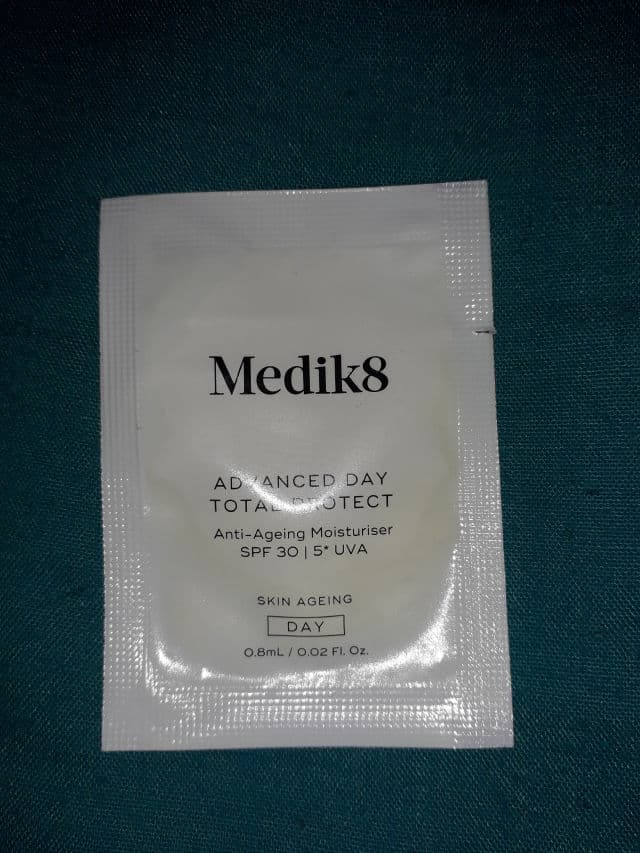 Medik8
ADVANCED DAY
TOTAL PROTECT
Anti-Ageing Moisturiser
SPF 30 | 5* UVA
SKIN AGEING
DAY
0.8mL / 0.02 Fl. Oz.